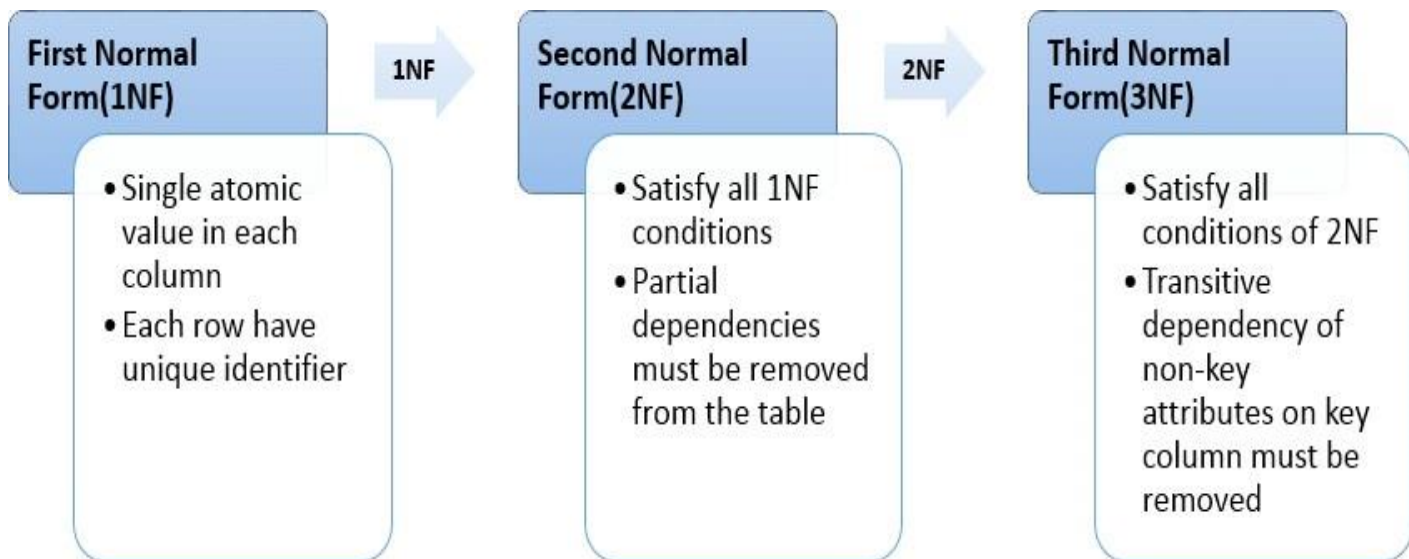 First Normal
Form(1NF)
• Single atomic
value in each
column
• Each row have
unique identifier
1NF
Second Normal
Form(2NF)
• Satisfy all 1NF
conditions
• Partial
dependencies
must be removed
from the table
2NF
Third Normal
Form(3NF)
• Satisfy all
conditions of 2NF
• Transitive
dependency of
non-key
attributes on key
column must be
removed